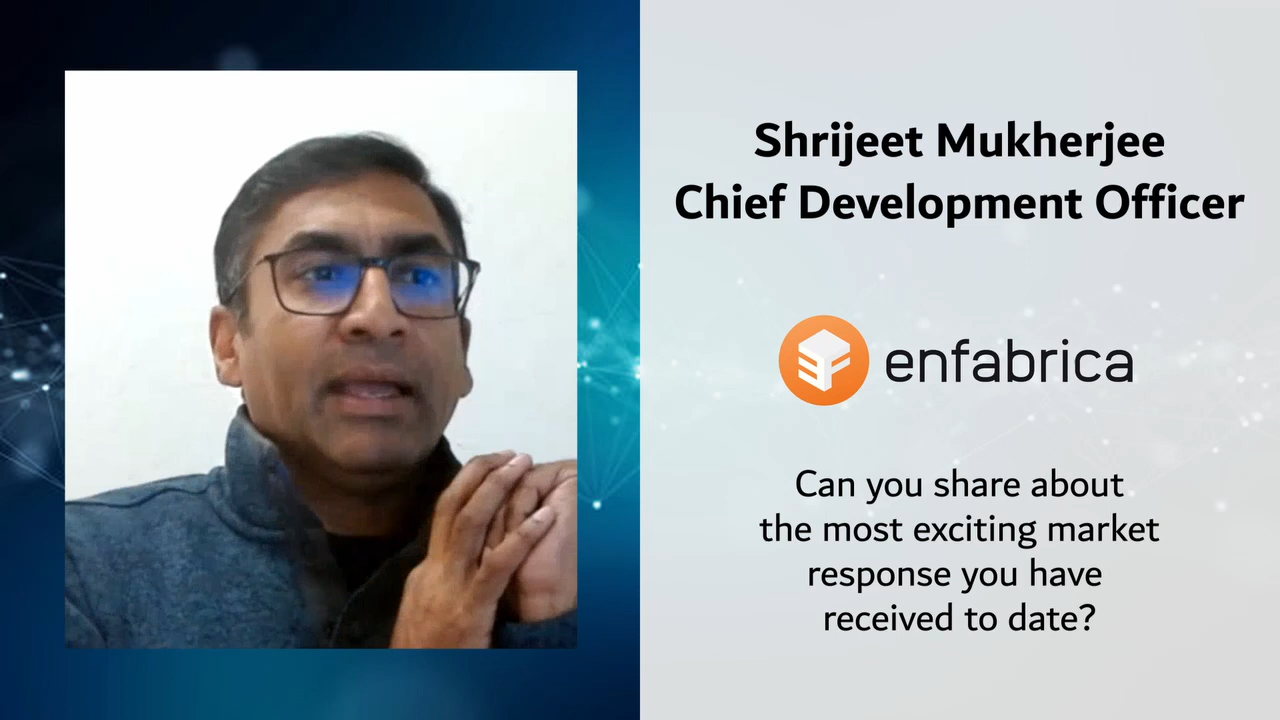 Shrijeet Mukherjee
Chief Development Officer
enfabrica
Can you share about
the most exciting market
response you have
received to date?